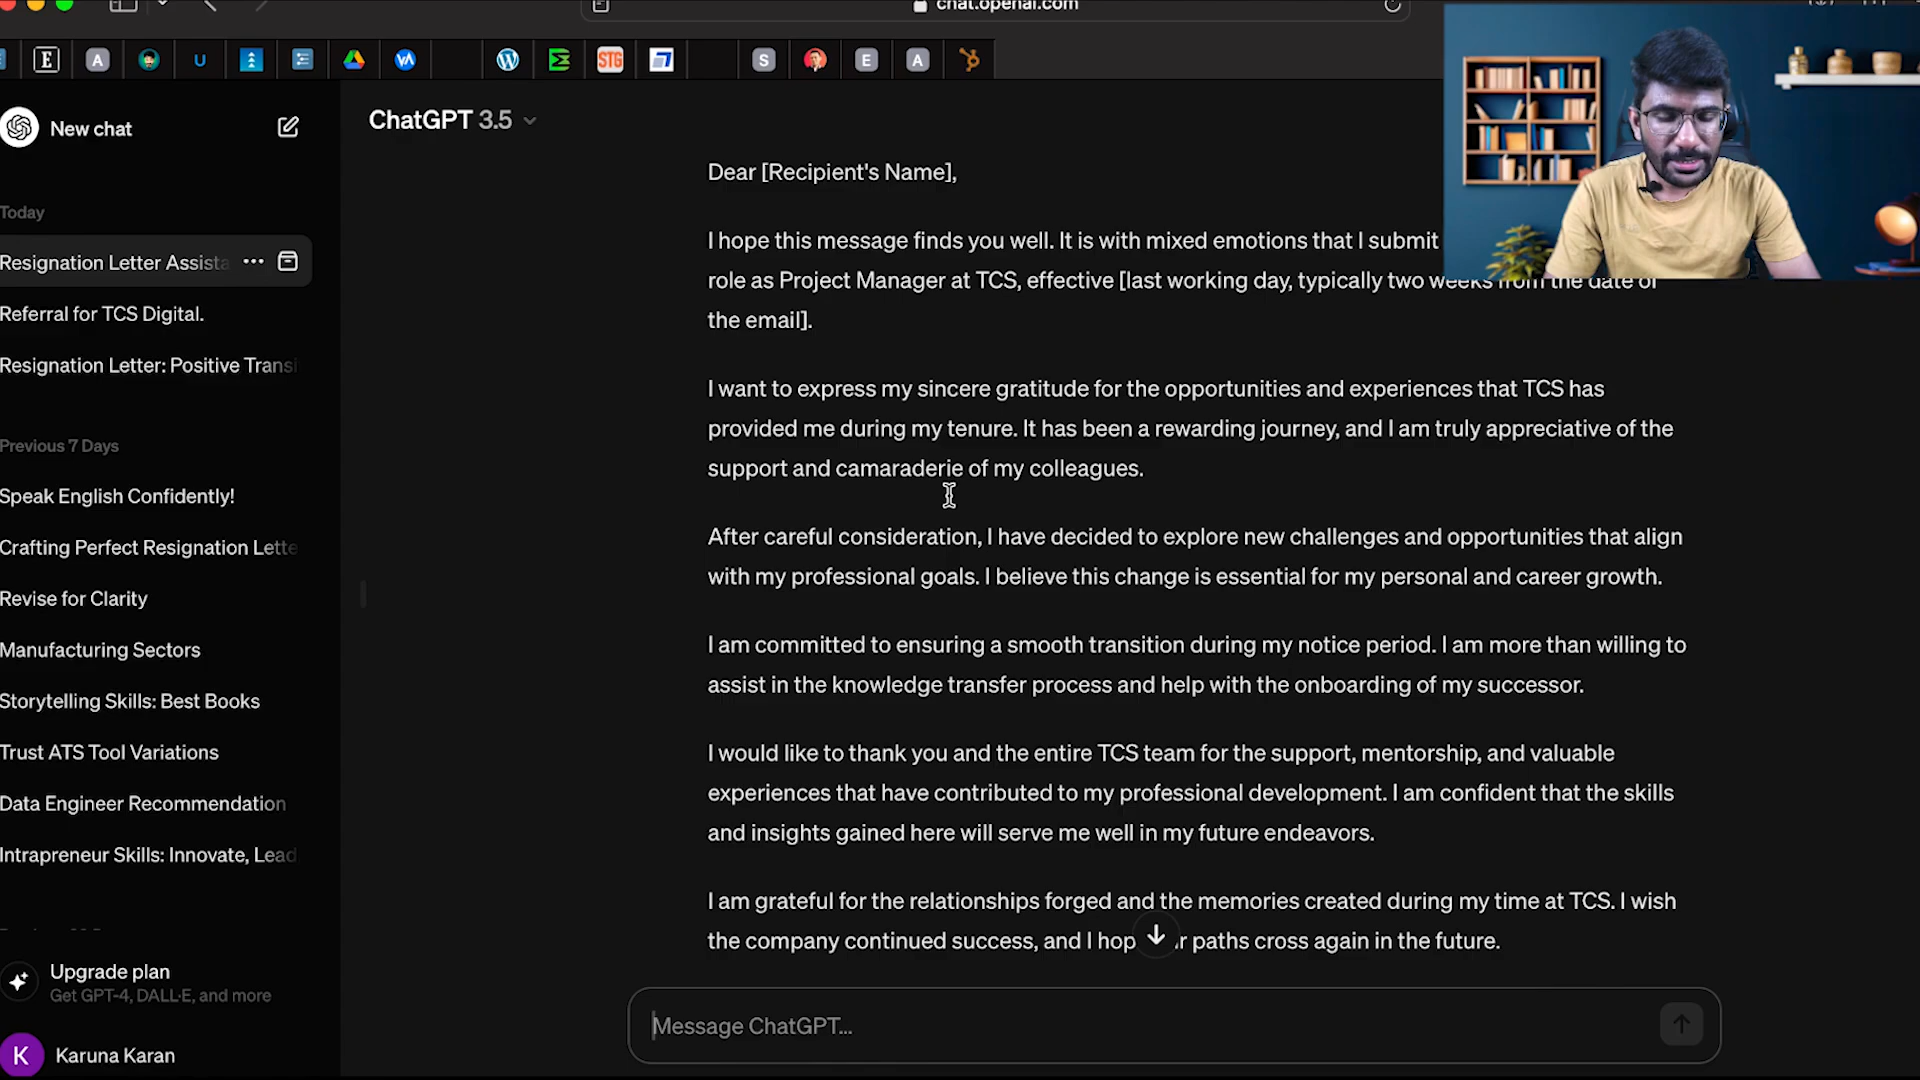 chat.openai.com
E
A
U
STG
S
E
A
New chat
Today
Resignation Letter Assista
Referral for TCS Digital.
Resignation Letter: Positive Transi
Previous 7 Days
Speak English Confidently!
Crafting Perfect Resignation Lette
Revise for Clarity
Manufacturing Sectors
Storytelling Skills: Best Books
Trust ATS Tool Variations
Data Engineer Recommendation
Intrapreneur Skills: Innovate, Lead
Upgrade plan
Get GPT-4, DALL·E, and more
K
Karuna Karan
ChatGPT 3.5
Dear [Recipient's Name],
I hope this message finds you well. It is with mixed emotions that I submit
role as Project Manager at TCS, effective [last working day, typically two weeks from the date of
the email].
I want to express my sincere gratitude for the opportunities and experiences that TCS has
provided me during my tenure. It has been a rewarding journey, and I am truly appreciative of the
support and camaraderie of my colleagues.
After careful consideration, I have decided to explore new challenges and opportunities that align
with my professional goals. I believe this change is essential for my personal and career growth.
I am committed to ensuring a smooth transition during my notice period. I am more than willing to
assist in the knowledge transfer process and help with the onboarding of my successor.
I would like to thank you and the entire TCS team for the support, mentorship, and valuable
experiences that have contributed to my professional development. I am confident that the skills
and insights gained here will serve me well in my future endeavors.
I am grateful for the relationships forged and the memories created during my time at TCS. I wish
the company continued success, and I hop r paths cross again in the future.
Message ChatGPT...